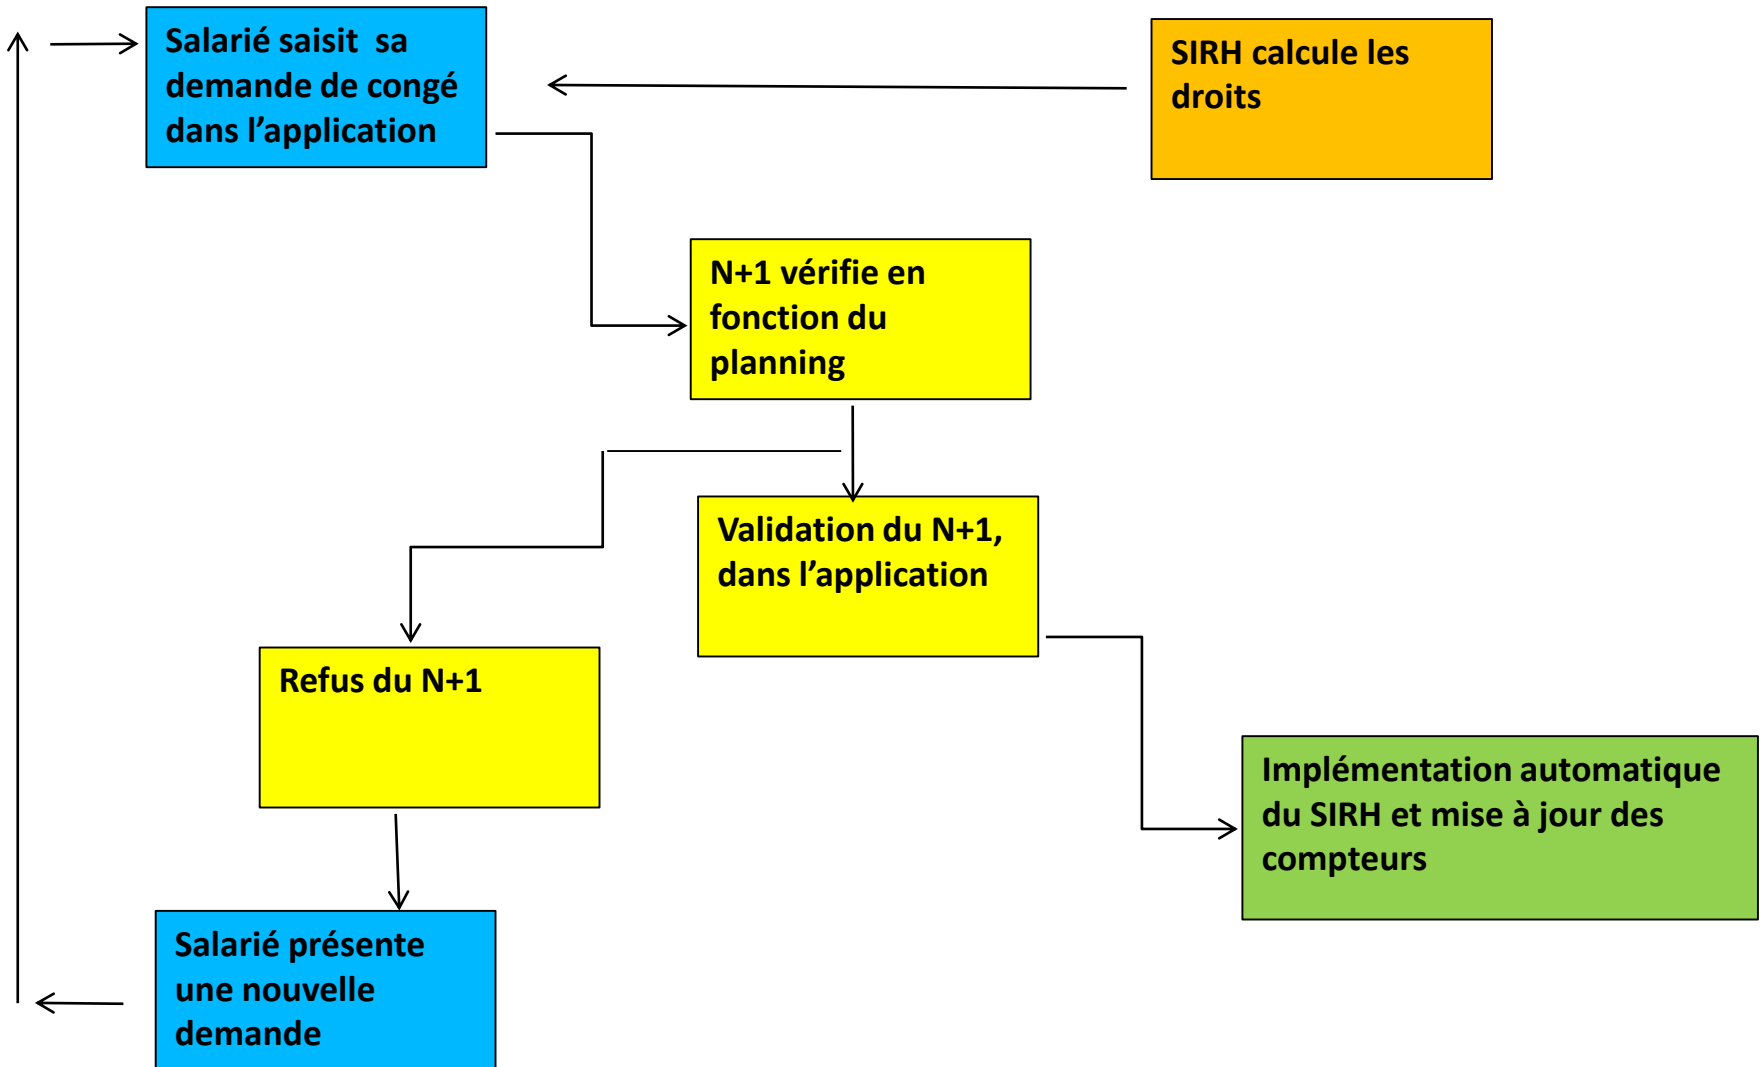 Salarié saisit sa
demande de congé
dans l’application
SIRH calcule les
droits
N+1 vérifie en
fonction du
planning
Validation du N+1,
dans l’application
Refus du N+1
Implémentation automatique
du SIRH et mise à jour des
compteurs
Salarié présente
une nouvelle
demande